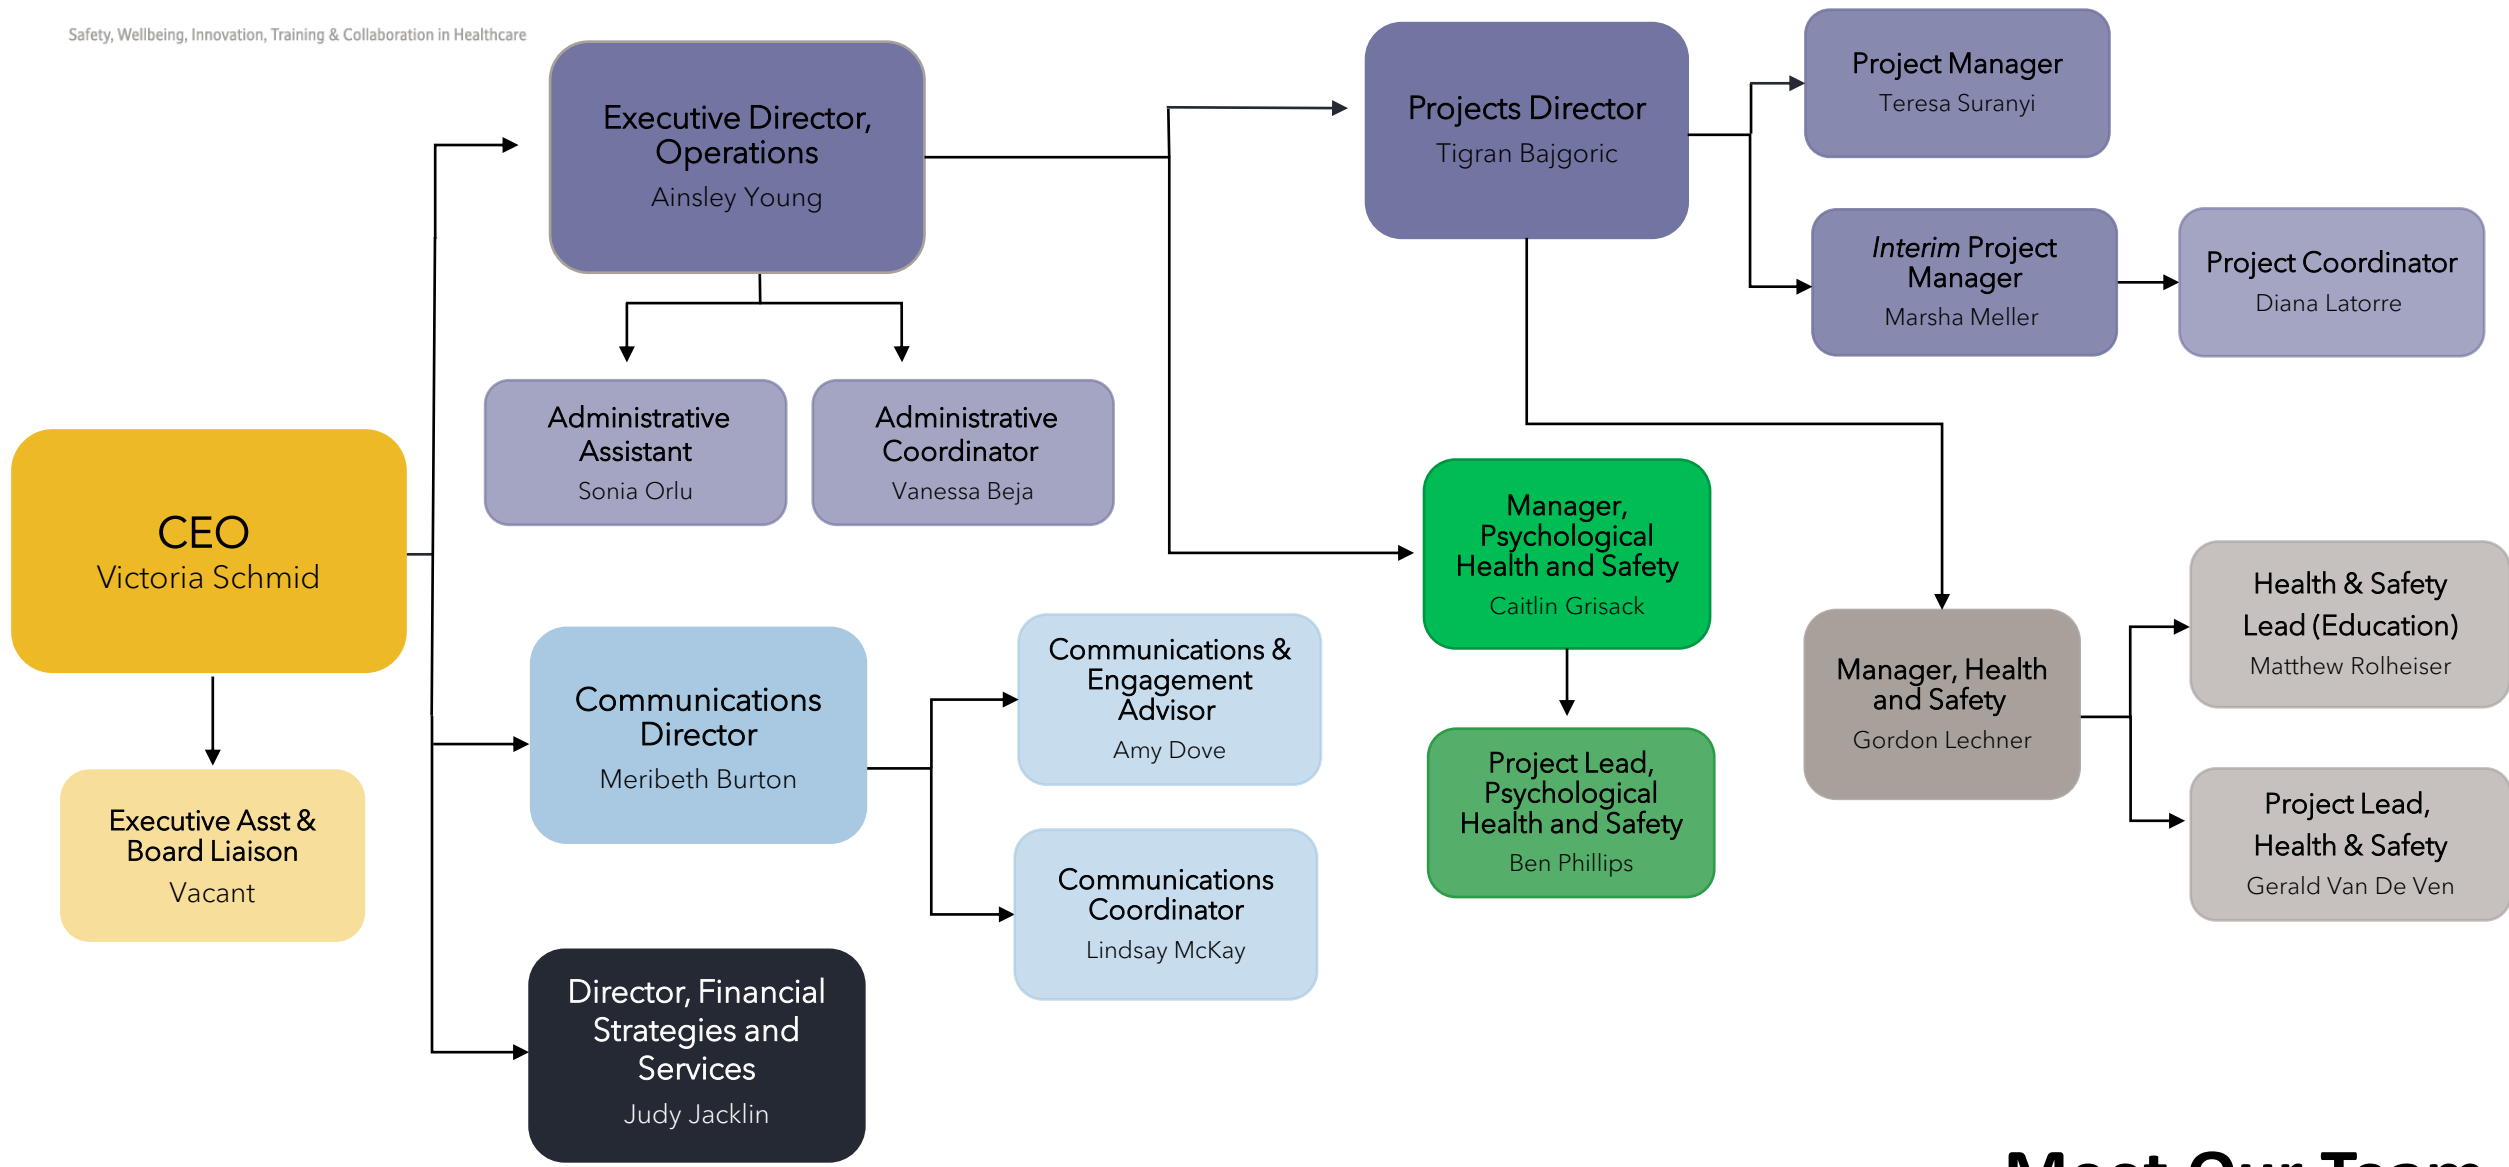 Safety, Wellbeing, Innovation, Training & Collaboration in Healthcare
Executive Director,
Operations
Ainsley Young
Projects Director
Tigran Bajgoric
Project Manager
Teresa Suranyi
Interim Project
Manager
Marsha Meller
Project Coordinator
Diana Latorre
Administrative
Assistant
Sonia Orlu
Administrative
Coordinator
Vanessa Beja
CEO
Victoria Schmid
Executive Asst &
Board Liaison
Vacant
Communications
Director
Meribeth Burton
Communications &
Engagement
Advisor
Amy Dove
Communications
Coordinator
Lindsay McKay
Director, Financial
Strategies and
Services
Judy Jacklin
Manager,
Psychological
Health and Safety
Caitlin Grisack
Project Lead,
Psychological
Health and Safety
Ben Phillips
Manager, Health
and Safety
Gordon Lechner
Health & Safety
Lead (Education)
Matthew Rolheiser
Project Lead,
Health & Safety
Gerald Van De Ven
Meet Our Team